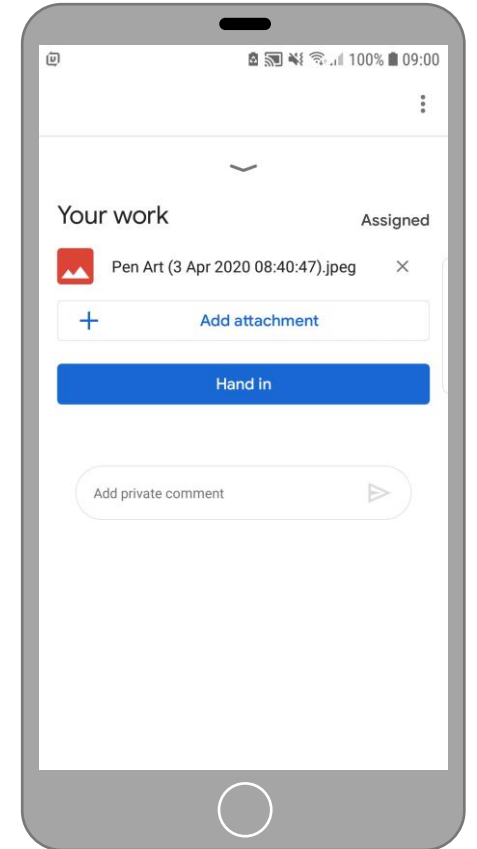 100% 09:00
Your work
Assigned
Pen Art (3 Apr 2020 08:40:47).jpeg
Add attachment
Hand in
Add private comment